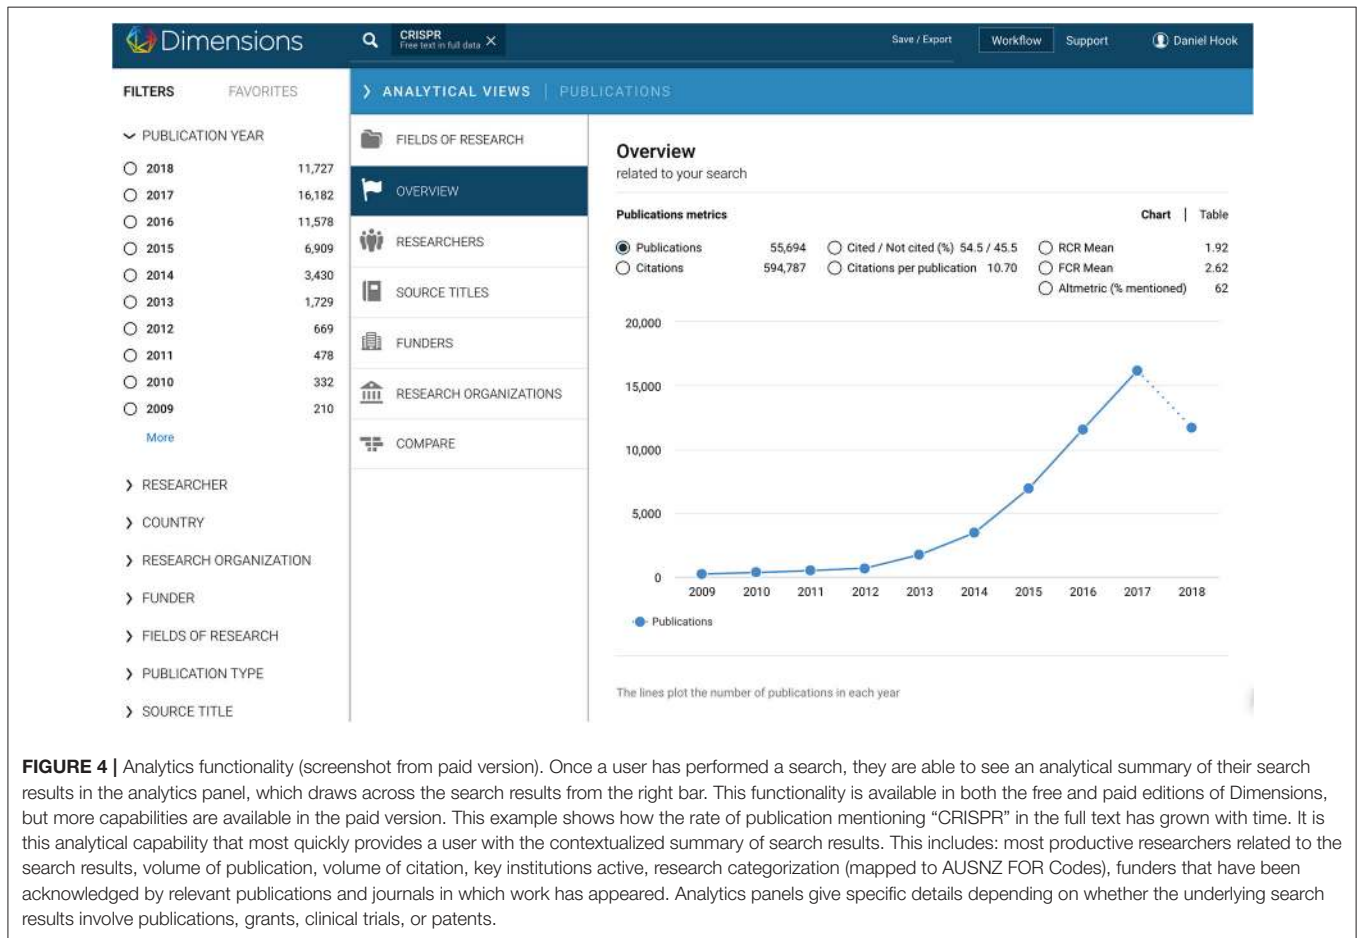 Dimensions
CRISPR
Free text in full data X
Save / Export
Workflow
Support
Daniel Hook
FILTERS
FAVORITES
ANALYTICAL VIEWS | PUBLICATIONS
PUBLICATION YEAR
2018 11,727
2017 16,182
2016 11,578
2015 6,909
2014 3,430
2013 1,729
2012 669
2011 478
2010 332
2009 210
More
RESEARCHER
COUNTRY
RESEARCH ORGANIZATION
FUNDER
FIELDS OF RESEARCH
PUBLICATION TYPE
SOURCE TITLE
FIELDS OF RESEARCH
OVERVIEW
RESEARCHERS
SOURCE TITLES
FUNDERS
RESEARCH ORGANIZATIONS
COMPARE
Overview
related to your search
Publications metrics
Chart | Table
Publications 55,694 Cited / Not cited (%) 54.5 / 45.5 RCR Mean 1.92
Citations 594,787 Citations per publication 10.70 FCR Mean 2.62
Altmetric (% mentioned) 62
20,000
15,000
10,000
5,000
0
2009 2010 2011 2012 2013 2014 2015 2016 2017 2018
Publications
The lines plot the number of publications in each year
FIGURE 4 | Analytics functionality (screenshot from paid version). Once a user has performed a search, they are able to see an analytical summary of their search
results in the analytics panel, which draws across the search results from the right bar. This functionality is available in both the free and paid editions of Dimensions,
but more capabilities are available in the paid version. This example shows how the rate of publication mentioning “CRISPR” in the full text has grown with time. It is
this analytical capability that most quickly provides a user with the contextualized summary of search results. This includes: most productive researchers related to the
search results, volume of publication, volume of citation, key institutions active, research categorization (mapped to AUSNZ FOR Codes), funders that have been
acknowledged by relevant publications and journals in which work has appeared. Analytics panels give specific details depending on whether the underlying search
results involve publications, grants, clinical trials, or patents.